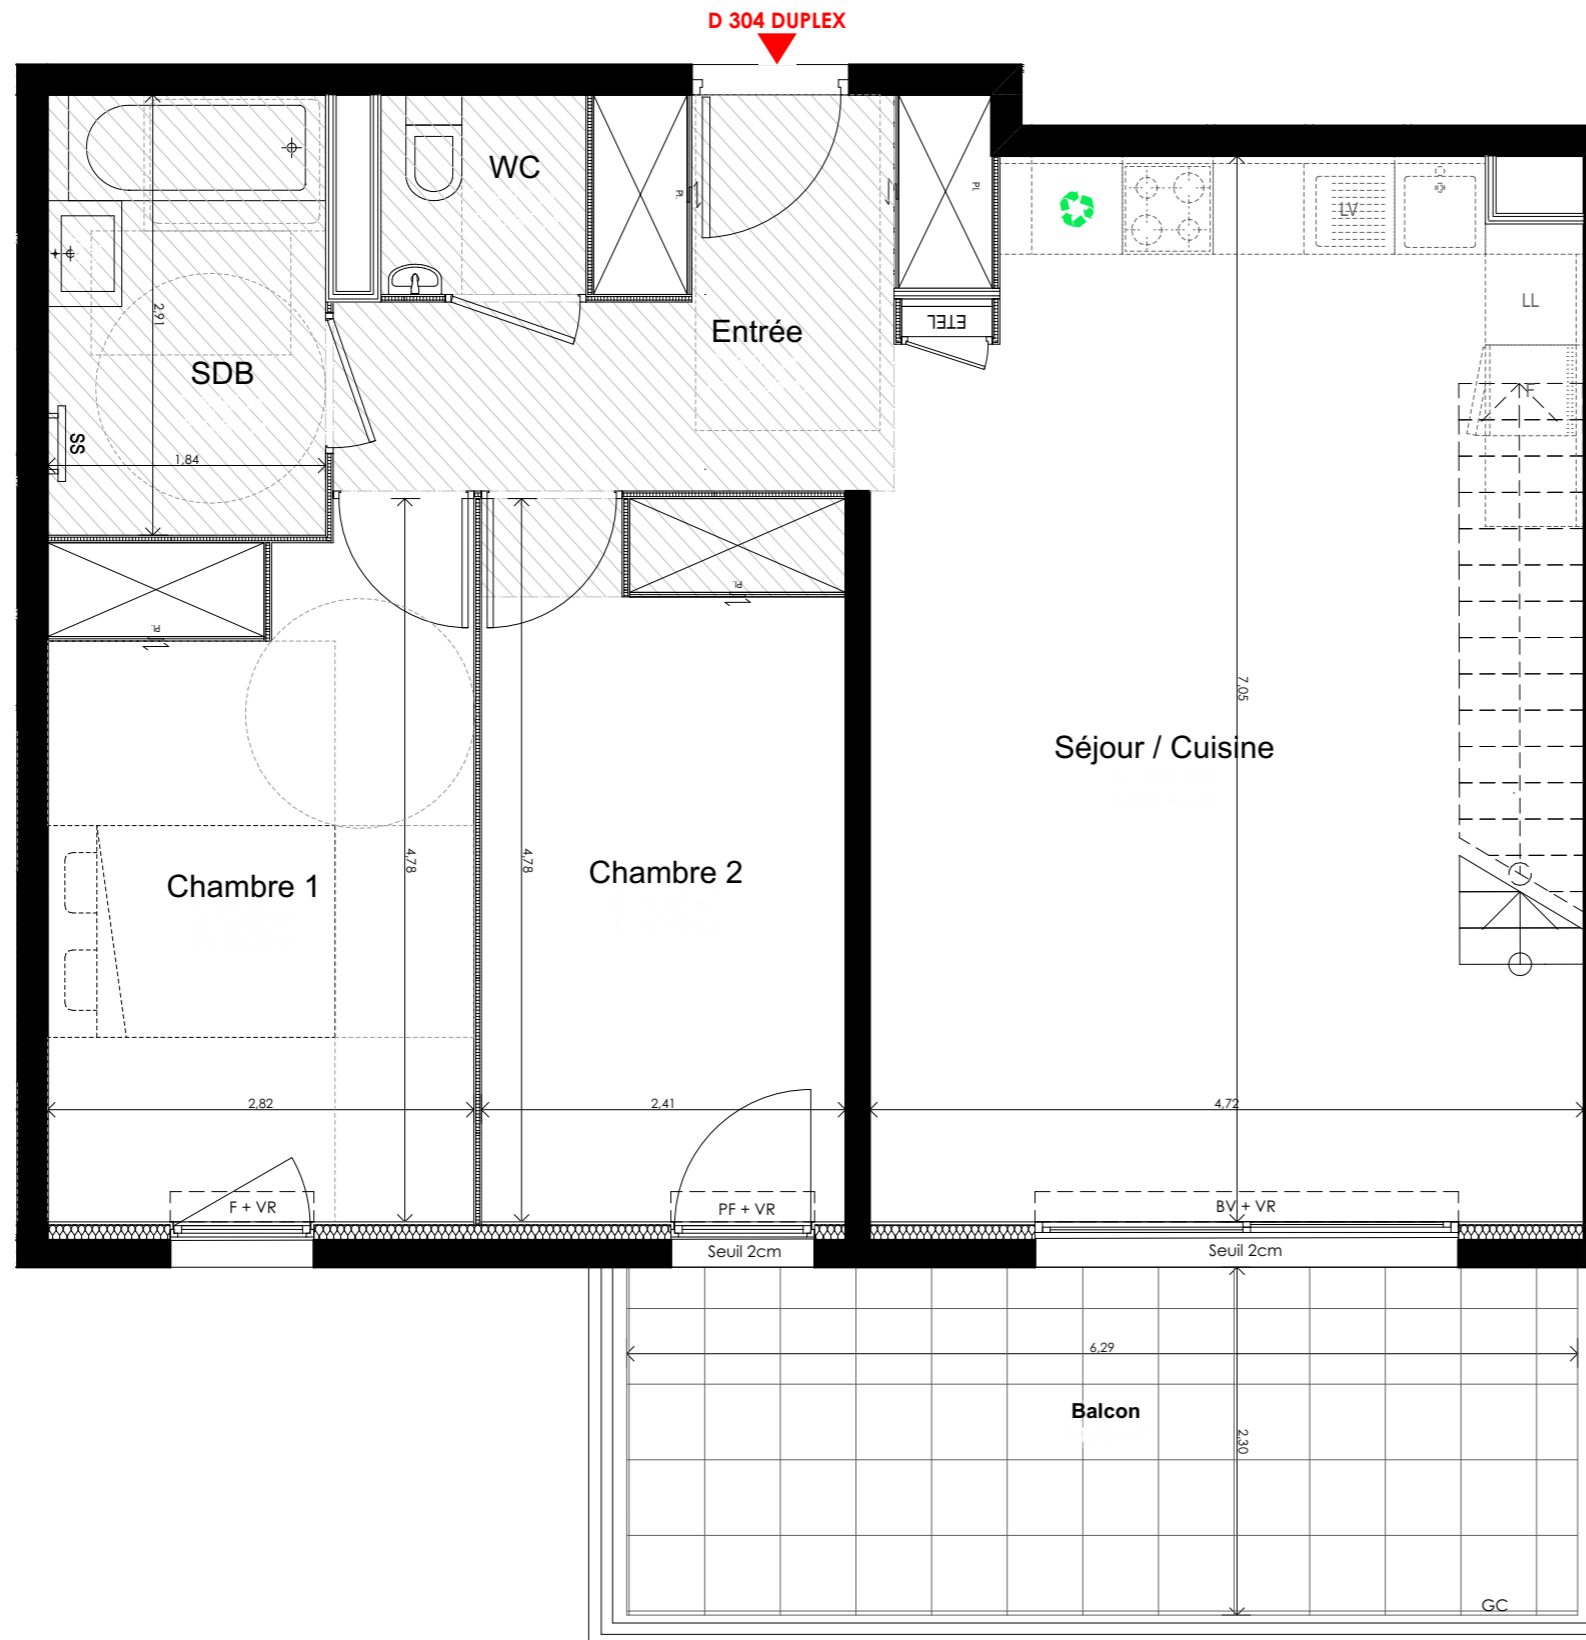 D 304 DUPLEX
WC
PL
PL
LV
LL
Entrée
ETEL
2,91
SDB
F
SS
1,84
PL
PL
7,05
Séjour / Cuisine
4,78
4,78
Chambre 1
Chambre 2
2,82
2,41
4,72
F + VR
PF + VR
BV + VR
Seuil 2cm
Seuil 2cm
6,29
Balcon
2,30
GC